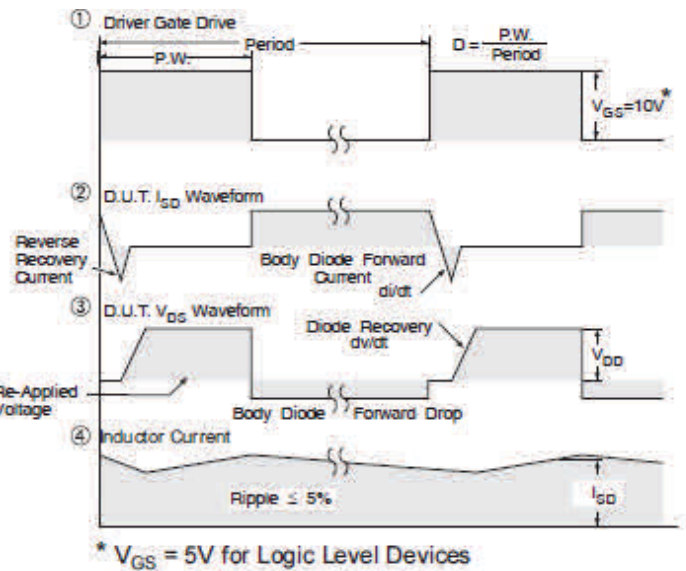 ① Driver Gate Drive
P.W.
Period
D = P.W.
Period
V_GS=10V*
② D.U.T. I_SD Waveform
Reverse
Recovery
Current
Body Diode Forward
Current
di/dt
③ D.U.T. V_DS Waveform
Diode Recovery
dv/dt
V_DD
Re-Applied
Voltage
Body Diode Forward Drop
④ Inductor Current
Ripple ≤ 5%
I_SD
* V_GS = 5V for Logic Level Devices